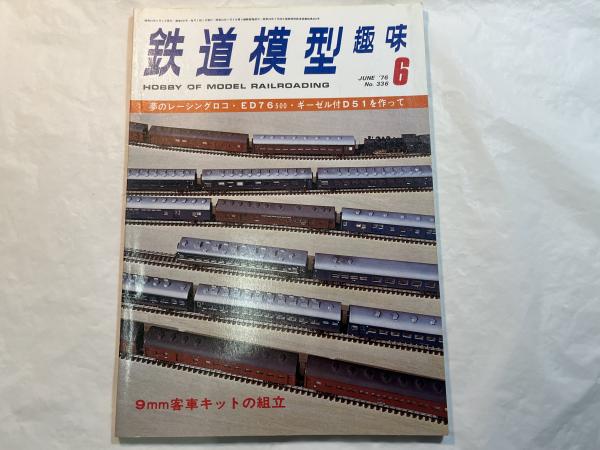 鉄道模型趣味
HOBBY OF MODEL RAILROADING
JUNE '76
No. 336
6
夢のレーシングロコ・ED76500・ギーゼル付D51を作って
9mm客車キットの組立